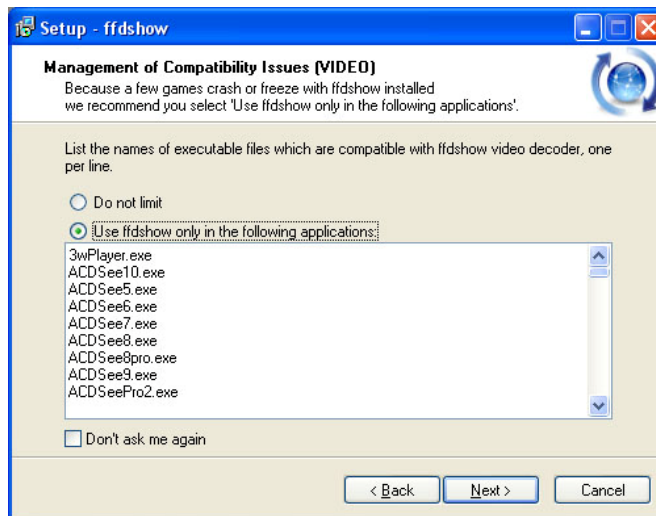 Setup - ffdshow
Management of Compatibility Issues (VIDEO)
Because a few games crash or freeze with ffdshow installed
we recommend you select 'Use ffdshow only in the following applications'.
List the names of executable files which are compatible with ffdshow video decoder, one
per line.
Do not limit
Use ffdshow only in the following applications:
3wPlayer.exe
ACDSee10.exe
ACDSee5.exe
ACDSee6.exe
ACDSee7.exe
ACDSee8.exe
ACDSee8pro.exe
ACDSee9.exe
ACDSeePro2.exe
Don't ask me again
< Back Next > Cancel